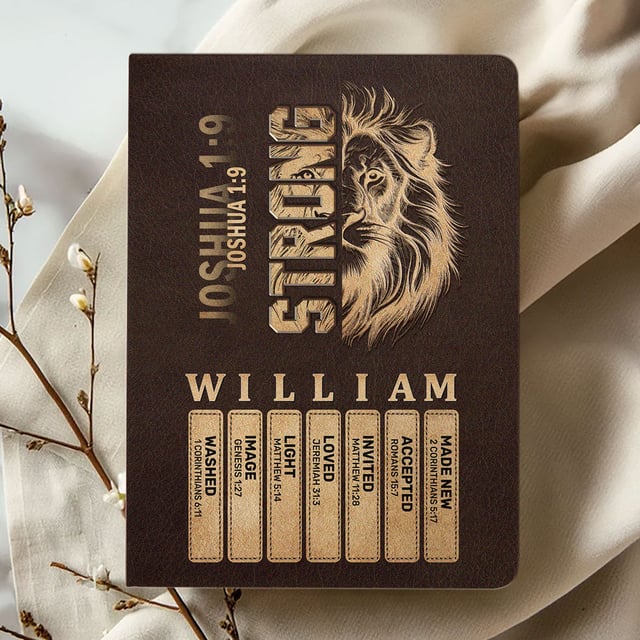 JOSHUA 1:9
JOSHUA 1:9
STRONG
WILLIAM
WASHED
1 CORINTHIANS 6:11
IMAGE
GENESIS 1:27
LIGHT
MATTHEW 5:14
LOVED
JEREMIAH 31:3
INVITED
MATTHEW 11:28
ACCEPTED
ROMANS 15:7
MADE NEW
2 CORINTHIANS 5:17